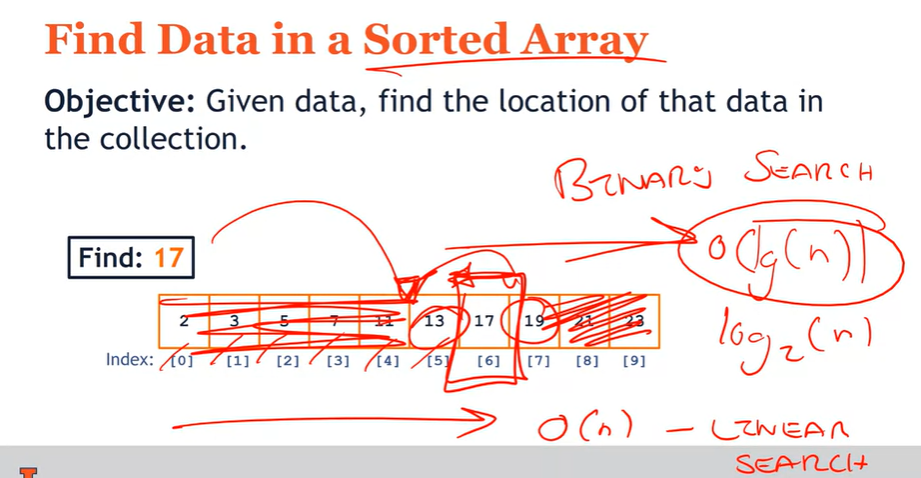 Find Data in a Sorted Array
Objective: Given data, find the location of that data in
the collection.
BINARY SEARCH
Find: 17
O(lg(n))
2 3 5 7 11 13 17 19 21 23
log2(n)
Index: [0] [1] [2] [3] [4] [5] [6] [7] [8] [9]
O(n) - LINEAR
SEARCH